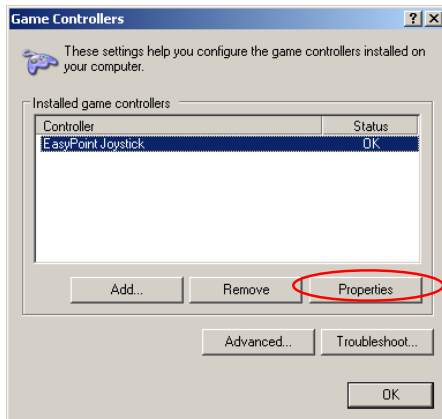 Game Controllers
These settings help you configure the game controllers installed on
your computer.
Installed game controllers
Controller Status
EasyPoint Joystick OK
Add... Remove Properties
Advanced... Troubleshoot...
OK